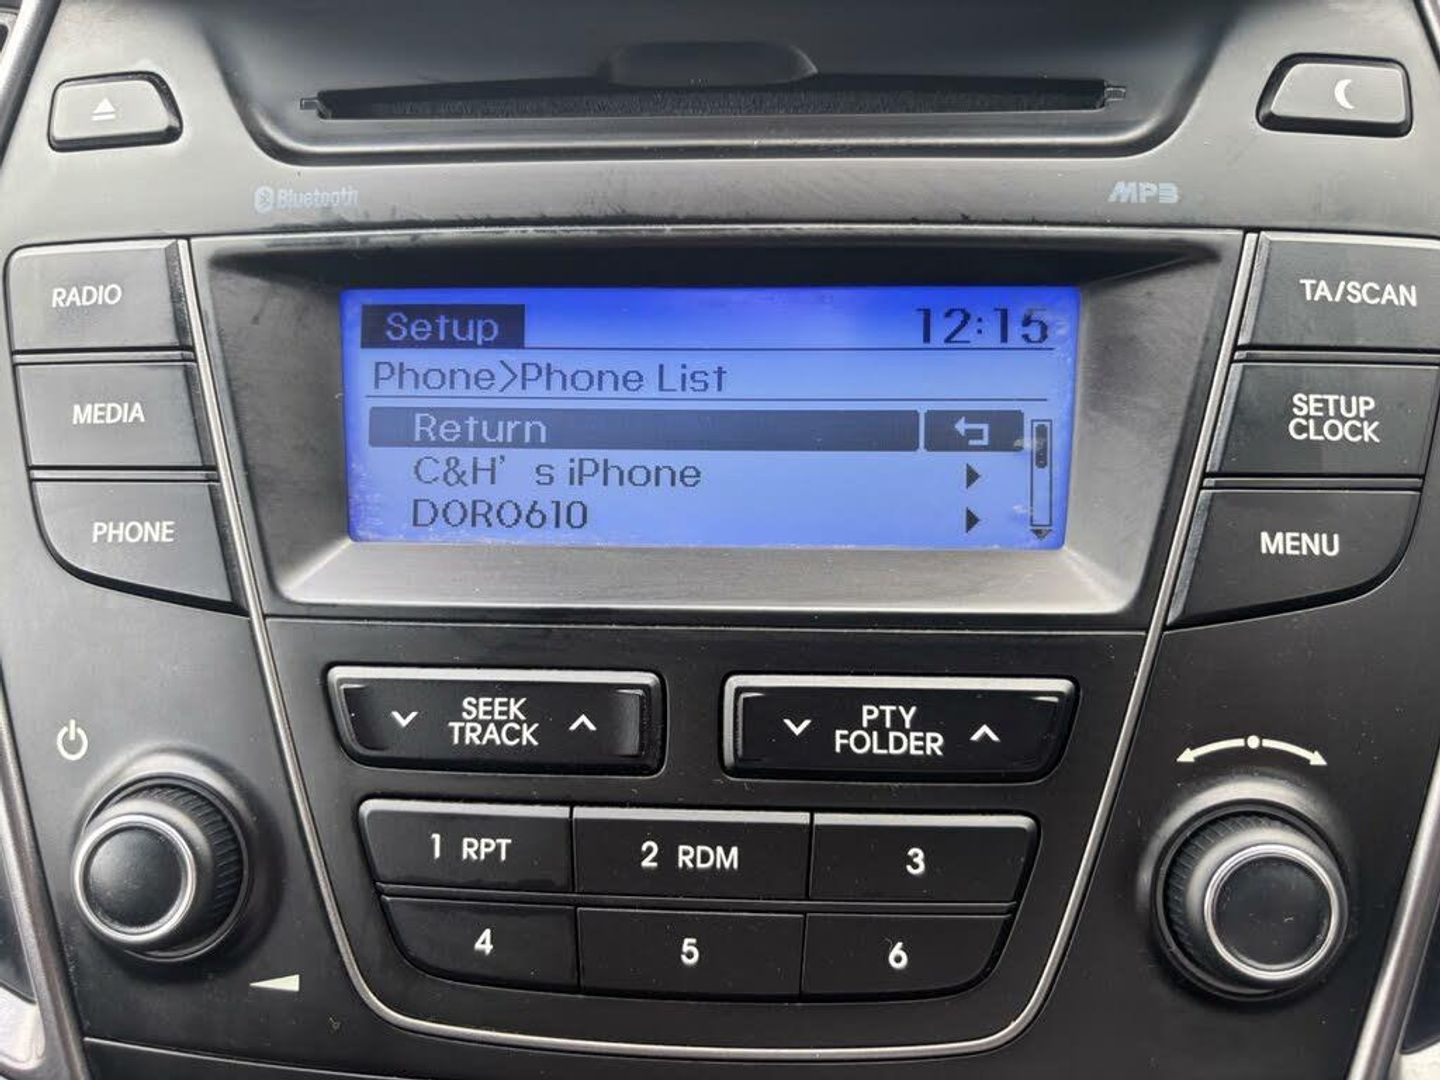 Bluetooth
MP3
RADIO
MEDIA
PHONE
Setup 12:15
Phone>Phone List
Return
C&H' s iPhone
DORO610
TA/SCAN
SETUP
CLOCK
MENU
SEEK
TRACK
PTY
FOLDER
1 RPT
2 RDM
3
4
5
6